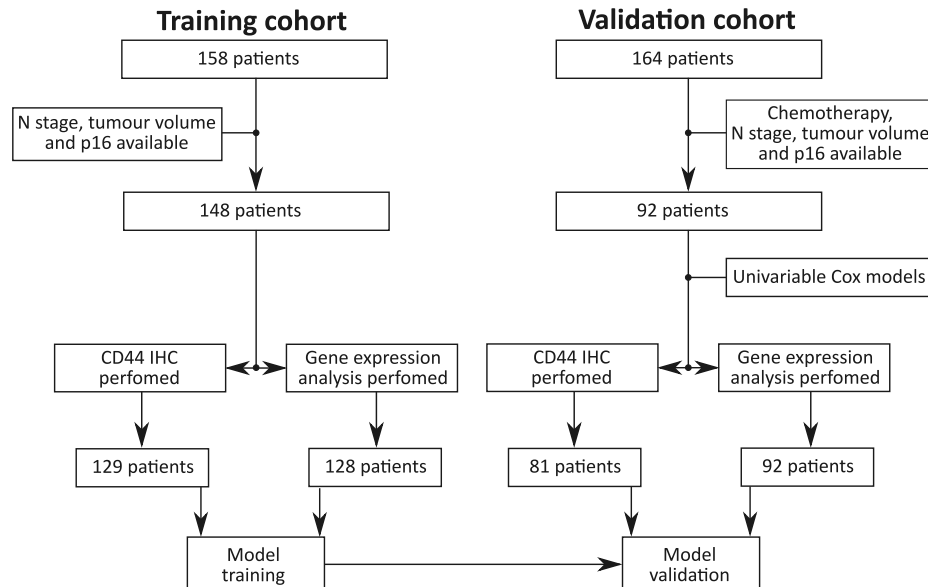 Training cohort
158 patients
N stage, tumour volume
and p16 available
148 patients
CD44 IHC
perfomed
Gene expression
analysis perfomed
129 patients
128 patients
Model
training
Validation cohort
164 patients
Chemotherapy,
N stage, tumour volume
and p16 available
92 patients
Univariable Cox models
CD44 IHC
perfomed
Gene expression
analysis perfomed
81 patients
92 patients
Model
validation